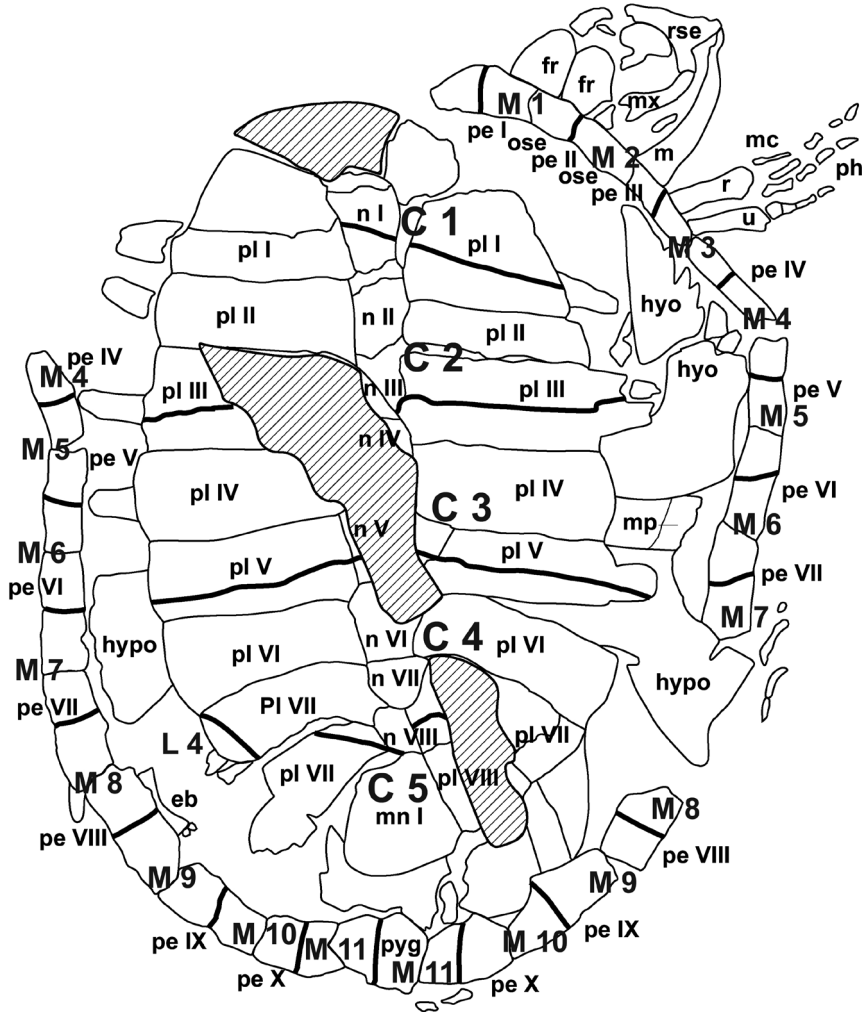 rse
fr
fr
M 1
mx
pe I
ose
mc
pe II
M 2
m
ph
ose
r
pe III
n I
C 1
u
pl I
pl I
M 3
pe IV
hyo
pl II
n II
M 4
pl II
pe IV
C 2
hyo
M 4
pl III
n III
pl III
pe V
M 5
n IV
M 5
pe V
pl IV
pl IV
pe VI
C 3
mp
M 6
n V
M 6
pl V
pl V
pe VII
pe VI
M 7
hypo
n VI
C 4
pl VI
pl VI
M 7
n VII
hypo
pe VII
Pl VII
L 4
n VIII
pl VII
pl VII
pl VIII
M 8
C 5
eb
M 8
mn I
pe VIII
pe VIII
M 9
M 9
pe IX
pe IX
M 10
M 11
pyg
M 10
M 11
pe X
pe X